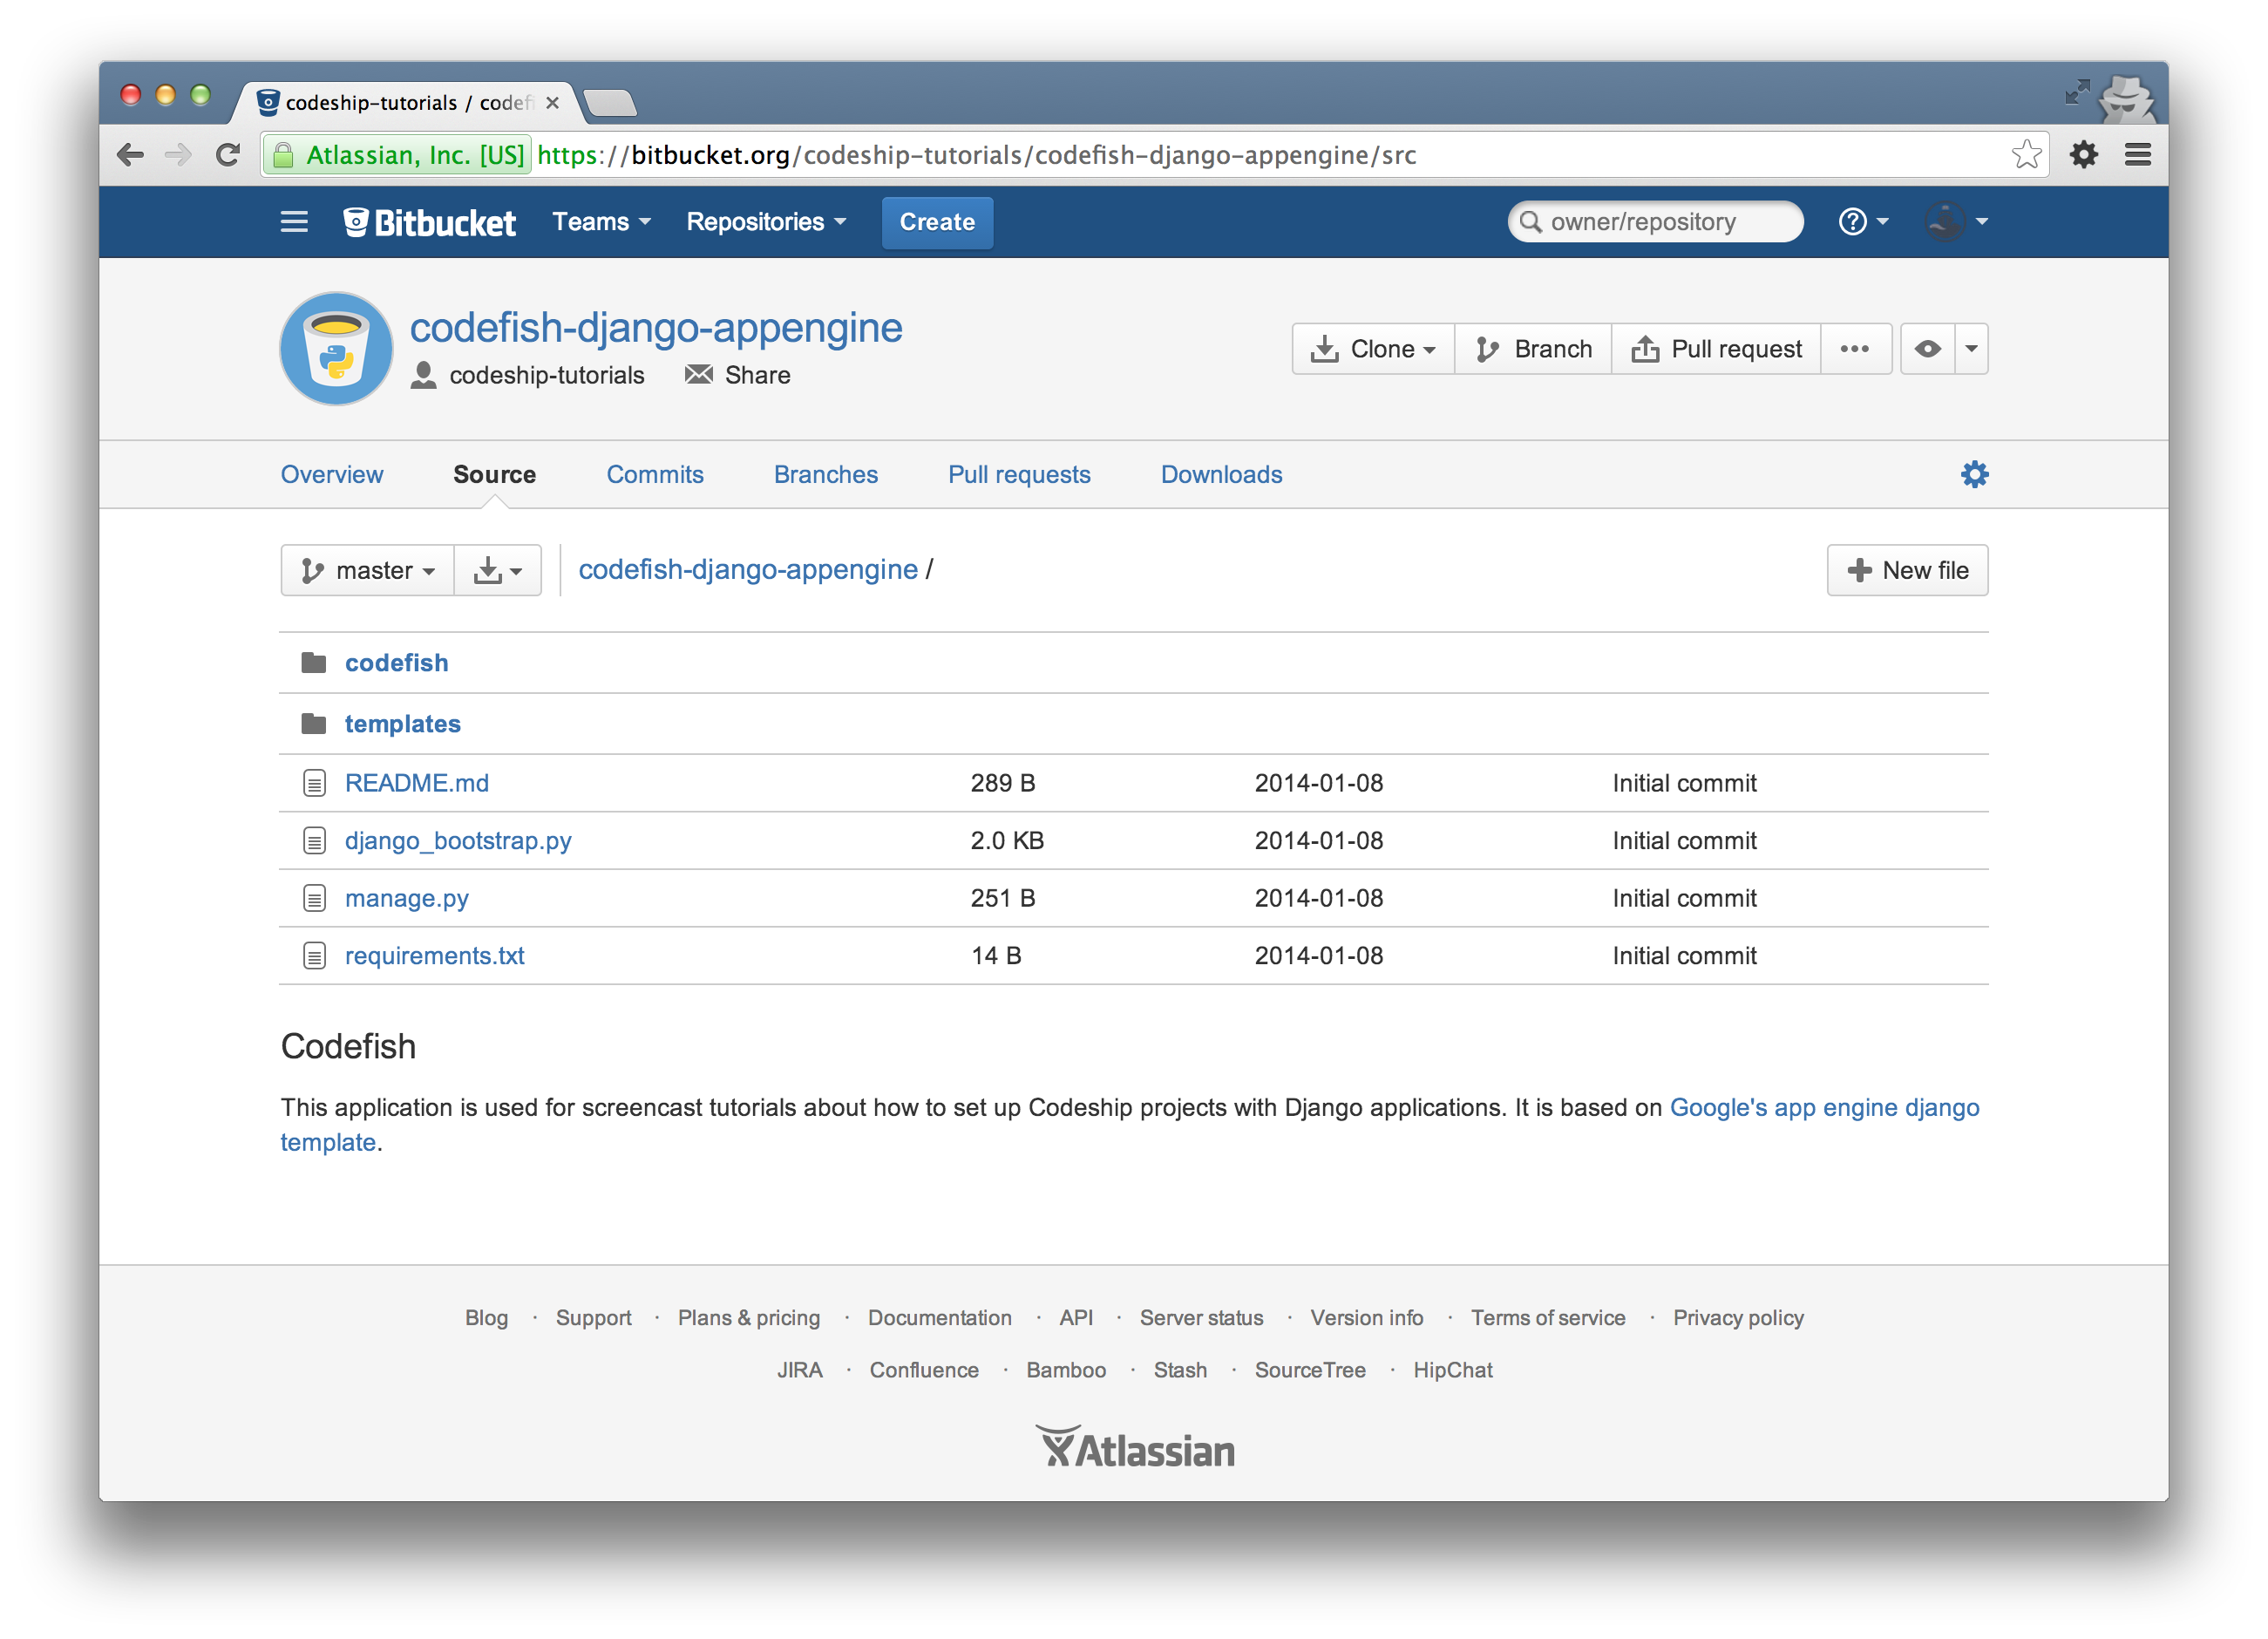 codeship-tutorials / codef
Atlassian, Inc. [US] https://bitbucket.org/codeship-tutorials/codefish-django-appengine/src
Bitbucket Teams Repositories Create owner/repository
codefish-django-appengine
codeship-tutorials Share
Clone Branch Pull request
Overview Source Commits Branches Pull requests Downloads
master codefish-django-appengine / New file
codefish
templates
README.md 289 B 2014-01-08 Initial commit
django_bootstrap.py 2.0 KB 2014-01-08 Initial commit
manage.py 251 B 2014-01-08 Initial commit
requirements.txt 14 B 2014-01-08 Initial commit
Codefish
This application is used for screencast tutorials about how to set up Codeship projects with Django applications. It is based on Google's app engine django
template.
Blog · Support · Plans & pricing · Documentation · API · Server status · Version info · Terms of service · Privacy policy
JIRA · Confluence · Bamboo · Stash · SourceTree · HipChat
Atlassian